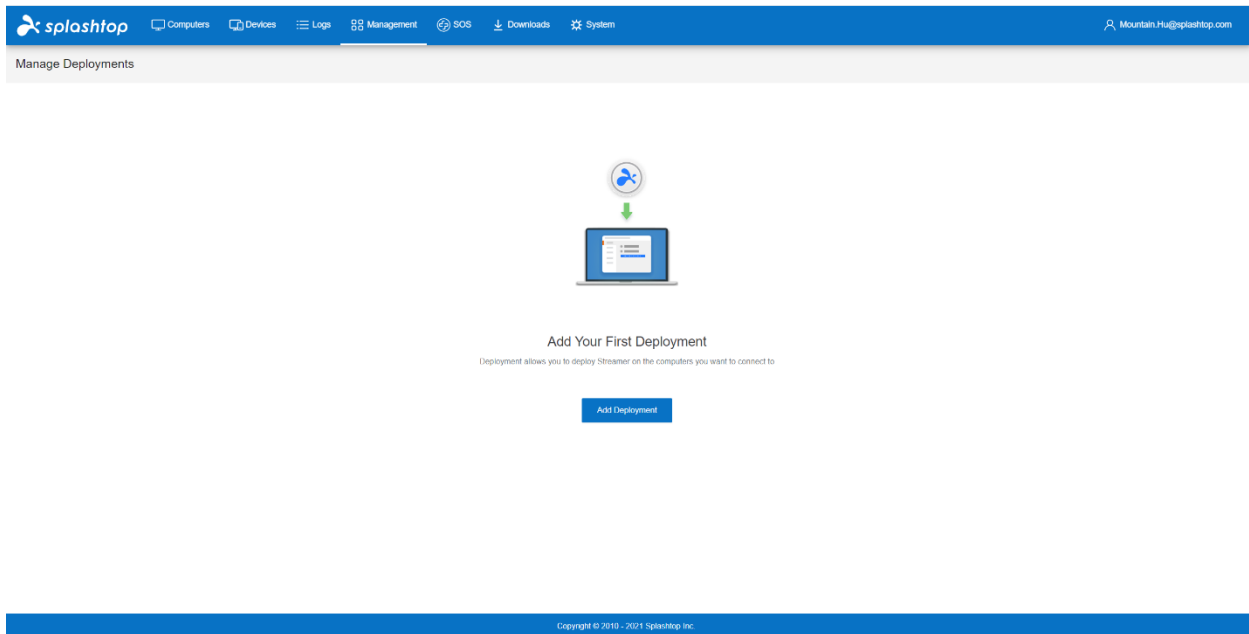 splashtop Computers Devices Logs Management SOS Downloads System Mountain.Hu@splashtop.com
Manage Deployments
Add Your First Deployment
Deployment allows you to deploy Streamer on the computers you want to connect to
Add Deployment
Copyright © 2010 - 2021 Splashtop Inc.